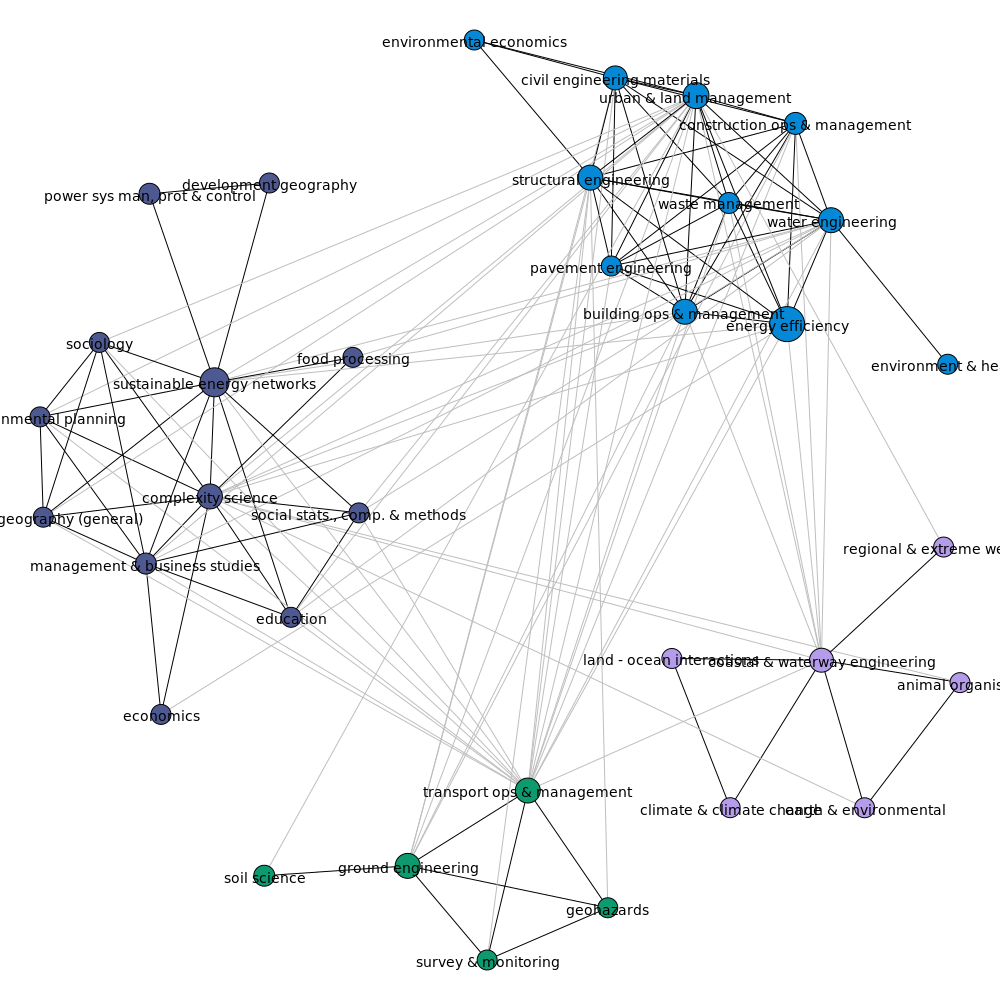 environmental economics
civil engineering materials
urban & land management
construction ops & management
structural engineering
development geography
power sys man, prot & control
waste management
water engineering
pavement engineering
building ops & management
energy efficiency
sociology
food processing
environment & he
sustainable energy networks
nmental planning
complexity science
social stats., comp. & methods
geography (general)
regional & extreme we
management & business studies
education
land - ocean interactions
coastal & waterway engineering
animal organis
economics
transport ops & management
climate & climate change
& environmental
ground engineering
soil science
geohazards
survey & monitoring